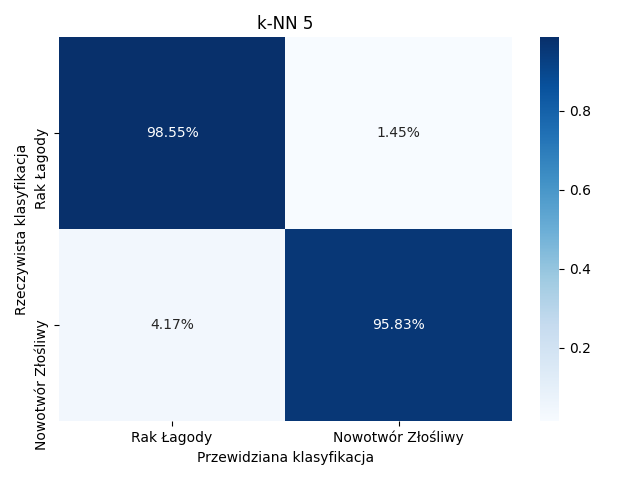 k-NN 5
Rzeczywista klasyfikacja
Rak Łagody
Nowotwór Złośliwy
98.55%
1.45%
4.17%
95.83%
Rak Łagody
Nowotwór Złośliwy
Przewidziana klasyfikacja
0.8
0.6
0.4
0.2